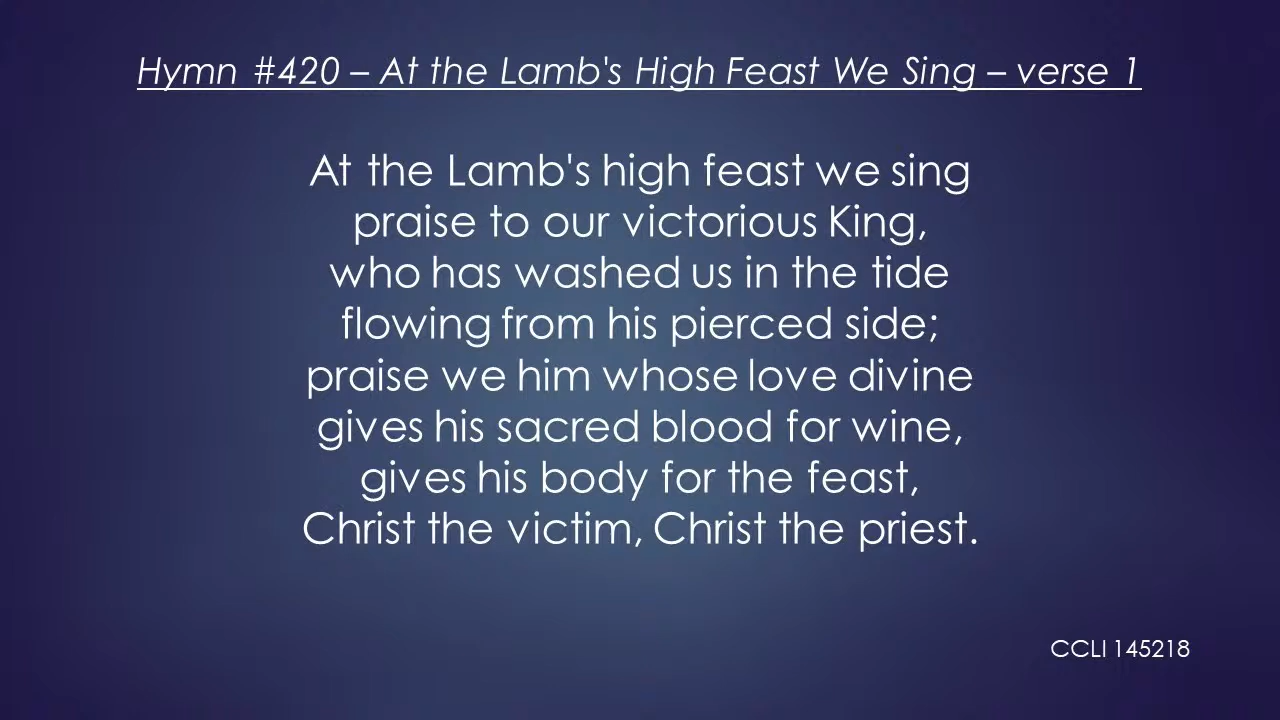 Hymn #420 – At the Lamb's High Feast We Sing – verse 1
At the Lamb's high feast we sing
praise to our victorious King,
who has washed us in the tide
flowing from his pierced side;
praise we him whose love divine
gives his sacred blood for wine,
gives his body for the feast,
Christ the victim, Christ the priest.
CCLI 145218